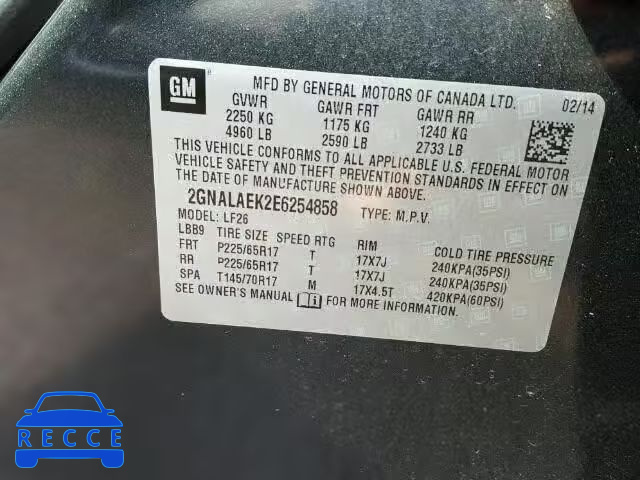 GM
MFD BY GENERAL MOTORS OF CANADA LTD. 02/14
GVWR GAWR FRT GAWR RR
2250 KG 1175 KG 1240 KG
4960 LB 2590 LB 2733 LB
THIS VEHICLE CONFORMS TO ALL APPLICABLE U.S. FEDERAL MOTOR
VEHICLE SAFETY AND THEFT PREVENTION STANDARDS IN EFFECT ON
THE DATE OF MANUFACTURE SHOWN ABOVE.
2GNALAEK2E6254858 TYPE: M.P.V.
MODEL: LF26
LBB9 TIRE SIZE SPEED RTG RIM COLD TIRE PRESSURE
FRT P225/65R17 T 17X7J 240KPA(35PSI)
RR P225/65R17 T 17X7J 240KPA(35PSI)
SPA T145/70R17 M 17X4.5T 420KPA(60PSI)
SEE OWNER'S MANUAL FOR MORE INFORMATION.
RECCE